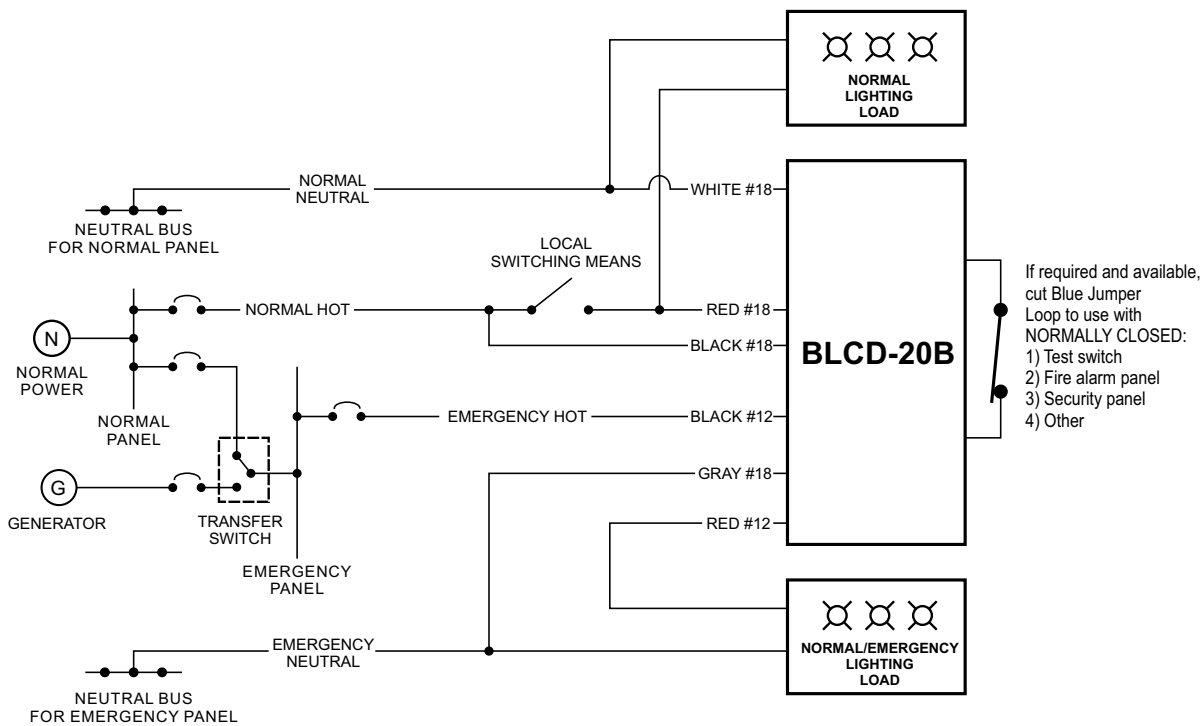 NORMAL
LIGHTING
LOAD
NORMAL
NEUTRAL
WHITE #18
NEUTRAL BUS
FOR NORMAL PANEL
LOCAL
SWITCHING MEANS
NORMAL HOT
RED #18
N
NORMAL
POWER
BLACK #18
BLCD-20B
If required and available,
cut Blue Jumper
Loop to use with
NORMALLY CLOSED:
1) Test switch
2) Fire alarm panel
3) Security panel
4) Other
NORMAL
PANEL
EMERGENCY HOT
BLACK #12
GRAY #18
G
GENERATOR
TRANSFER
SWITCH
RED #12
EMERGENCY
PANEL
EMERGENCY
NEUTRAL
NORMAL/EMERGENCY
LIGHTING
LOAD
NEUTRAL BUS
FOR EMERGENCY PANEL